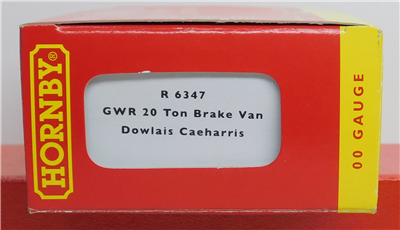 HORNBY®
R 6347
GWR 20 Ton Brake Van
Dowlais Caeharris
00 GAUGE